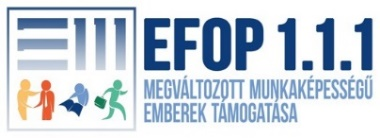 EFOP 1.1.1
MEGVÁLTOZOTT MUNKAKÉPESSÉGŰ
EMBEREK TÁMOGATÁSA